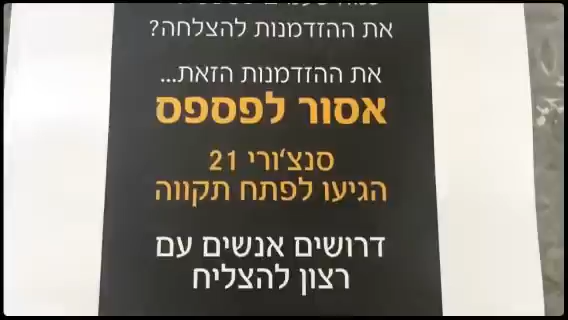 את ההזדמנות להצלחה?
את ההזדמנות הזאת...
אסור לפספס
סנצ'ורי 21
הגיעו לפתח תקווה
דרושים אנשים עם
רצון להצליח